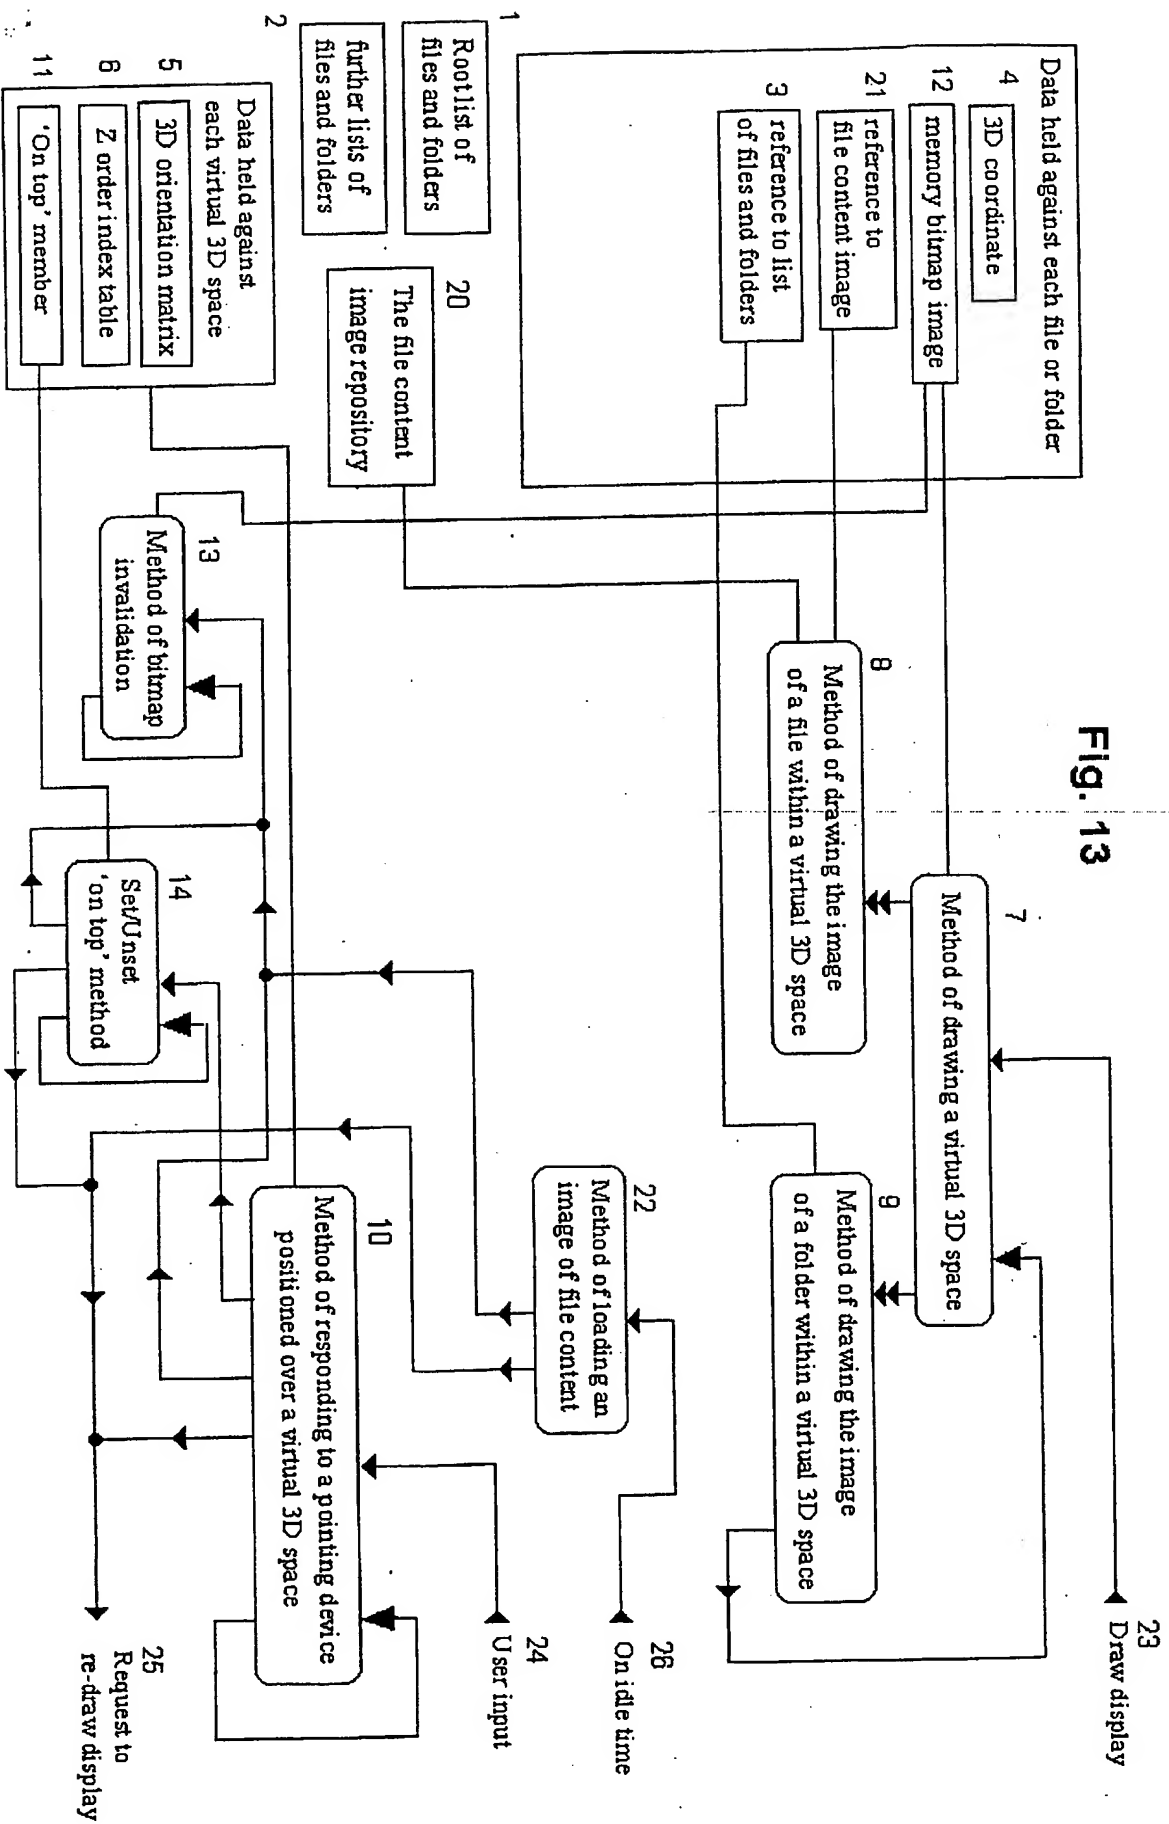 Fig. 13
23
Draw display
7
Method of drawing a virtual 3D space
Data held against each file or folder
4
3D coordinate
12
memory bitmap image
21
reference to
file content image
3
reference to list
of files and folders
8
Method of drawing the image
of a file within a virtual 3D space
9
Method of drawing the image
of a folder within a virtual 3D space
1
Root list of
files and folders
2
further lists of
files and folders
20
The file content
image repository
22
Method of loading an
image of file content
26
On idle time
24
User input
10
Method of responding to a pointing device
positioned over a virtual 3D space
Data held against
each virtual 3D space
5
3D orientation matrix
6
Z order index table
11
'On top' member
13
Method of bitmap
invalidation
14
Set/Unset
'on top' method
25
Request to
re-draw display